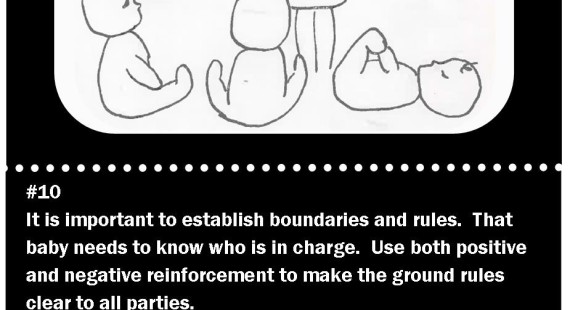 #10
It is important to establish boundaries and rules.  That
baby needs to know who is in charge.  Use both positive
and negative reinforcement to make the ground rules
clear to all parties.